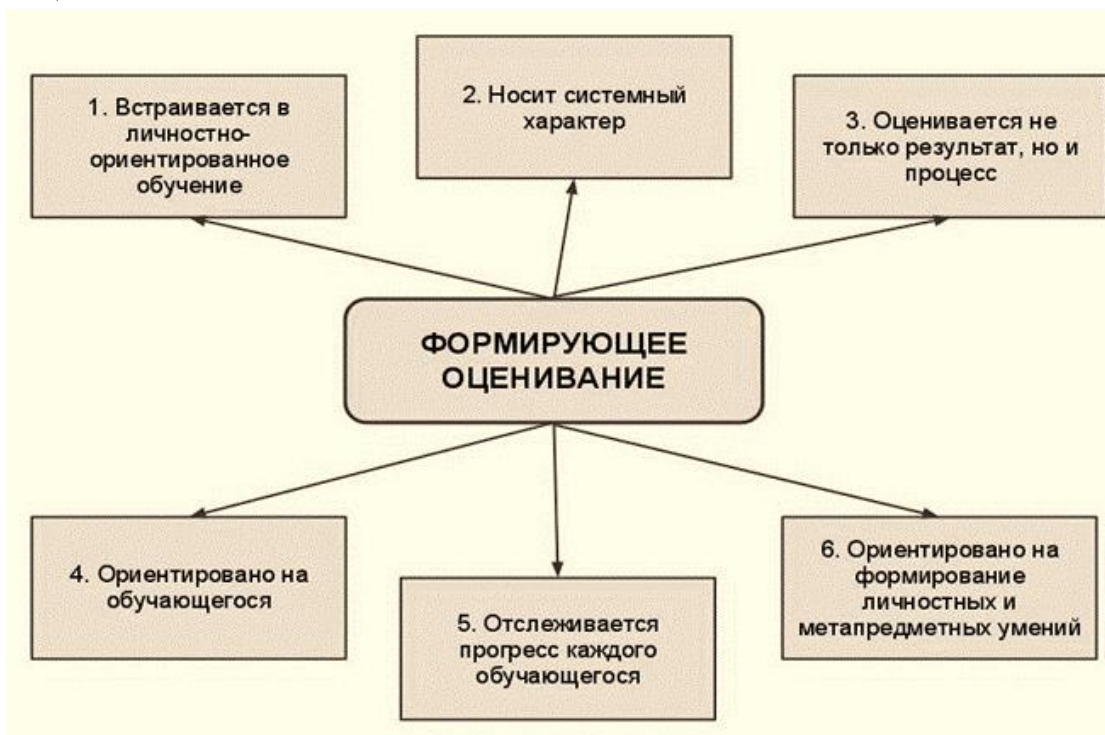 1. Встраивается в
личностно-
ориентированное
обучение
2. Носит системный
характер
3. Оценивается не
только результат, но и
процесс
ФОРМИРУЮЩЕЕ
ОЦЕНИВАНИЕ
4. Ориентировано на
обучающегося
5. Отслеживается
прогресс каждого
обучающегося
6. Ориентировано на
формирование
личностных и
метапредметных умений